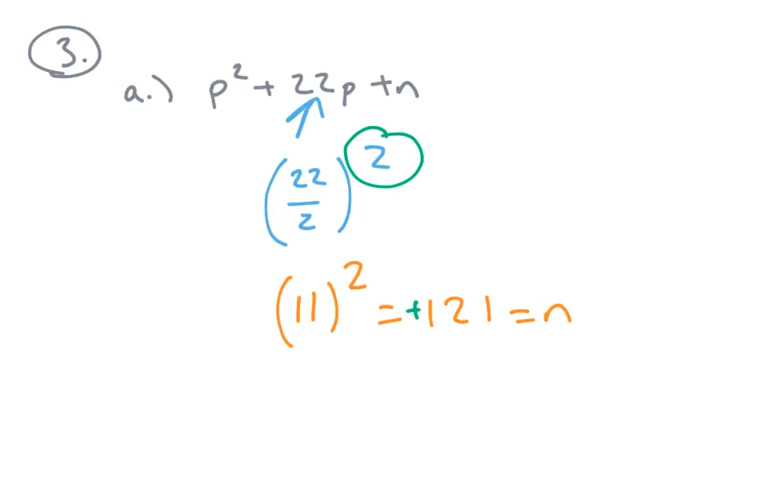 3.
a.) p² + 22p + n
(22/2)²
(11)² = +121 = n